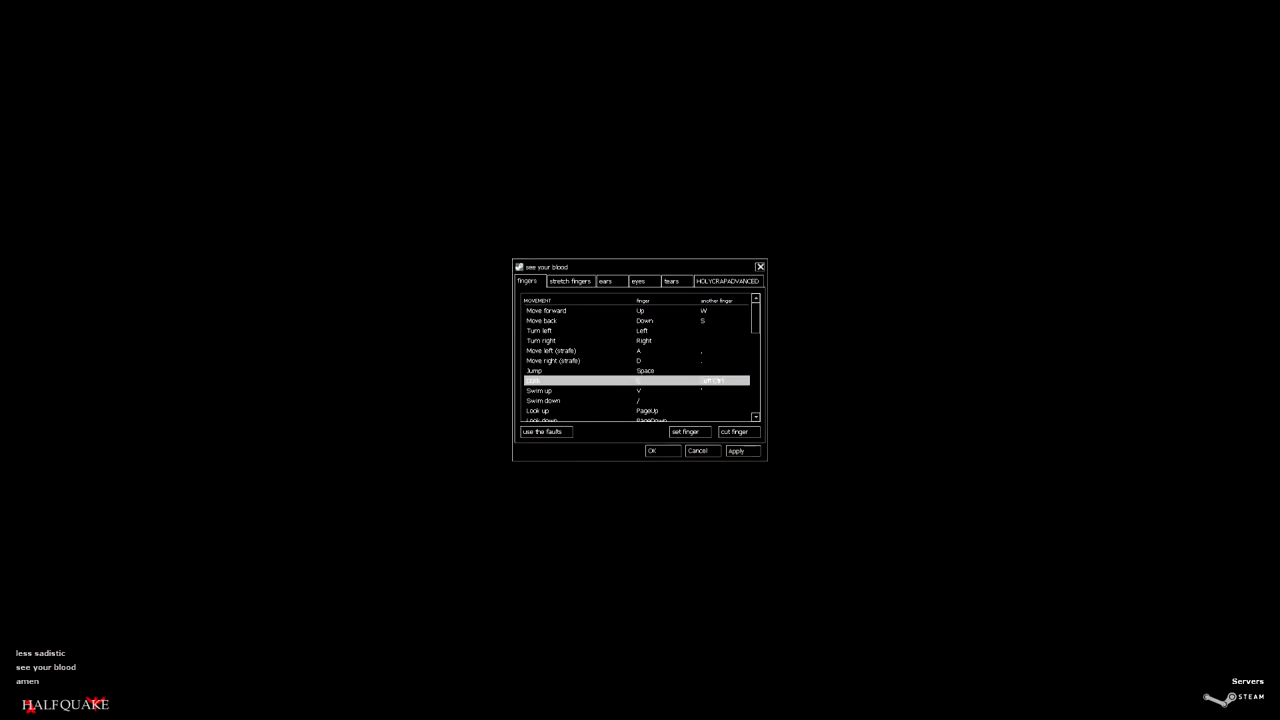 see your blood
fingers stretch fingers ears eyes tears HOLYCRAPADVANCED
MOVEMENT finger another finger
Move forward Up W
Move back Down S
Turn left Left
Turn right Right
Move left (strafe) A ,
Move right (strafe) D .
Jump Space
Swim up V '
Swim down /
Look up PageUp
Look down PageDown
use the faults set finger cut finger
OK Cancel Apply
less sadistic
see your blood
amen
Servers
HALFQUAKE
STEAM